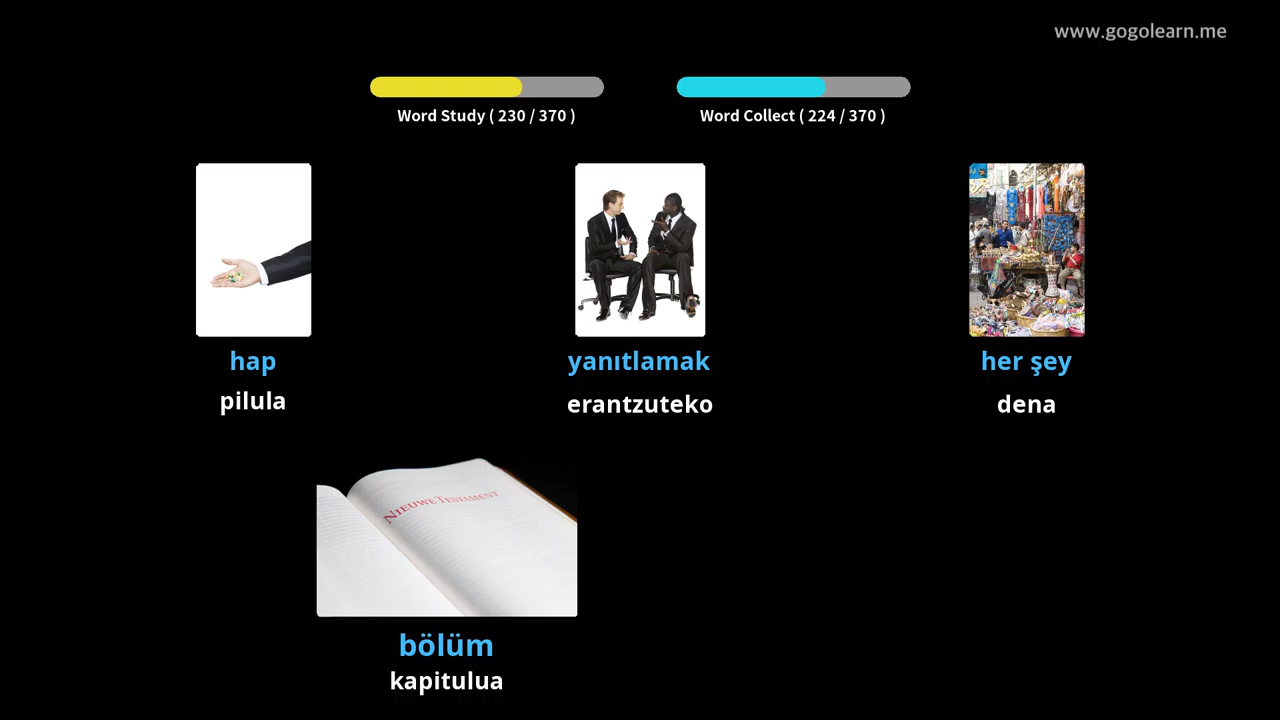 www.gogolearn.me
Word Study ( 230 / 370 )
Word Collect ( 224 / 370 )
hap
pilula
yanıtlamak
erantzuteko
her şey
dena
NIEUWE TESTAMENT
bölüm
kapitulua